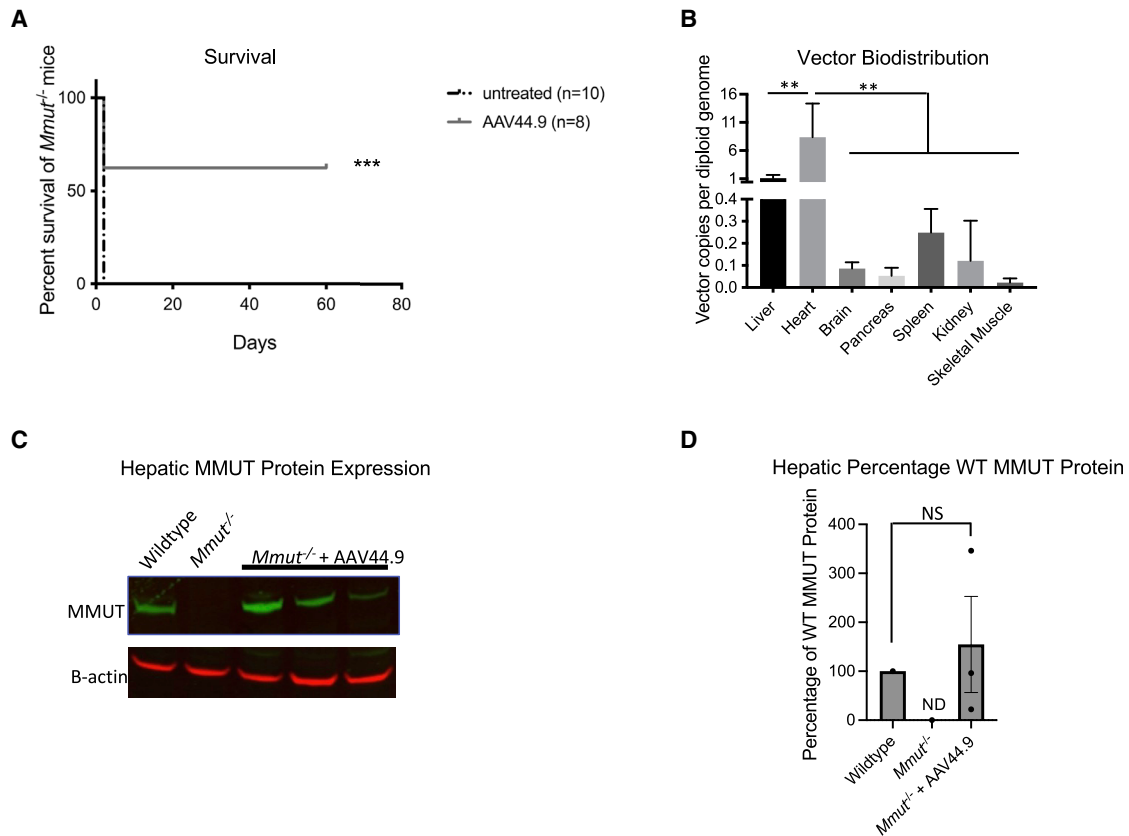 A
Survival
Percent survival of Mmut-/- mice
100
50
0
0 20 40 60 80
Days
***
untreated (n=10)
AAV44.9 (n=8)
B
Vector Biodistribution
Vector copies per diploid genome
16
11
6
1
0.4
0.3
0.2
0.1
0.0
** **
Liver
Heart
Brain
Pancreas
Spleen
Kidney
Skeletal Muscle
C
Hepatic MMUT Protein Expression
Wildtype
Mmut-/-
Mmut-/- + AAV44.9
MMUT
B-actin
D
Hepatic Percentage WT MMUT Protein
Percentage of WT MMUT Protein
400
300
200
100
0
NS
ND
Wildtype
Mmut-/-
Mmut-/- + AAV44.9